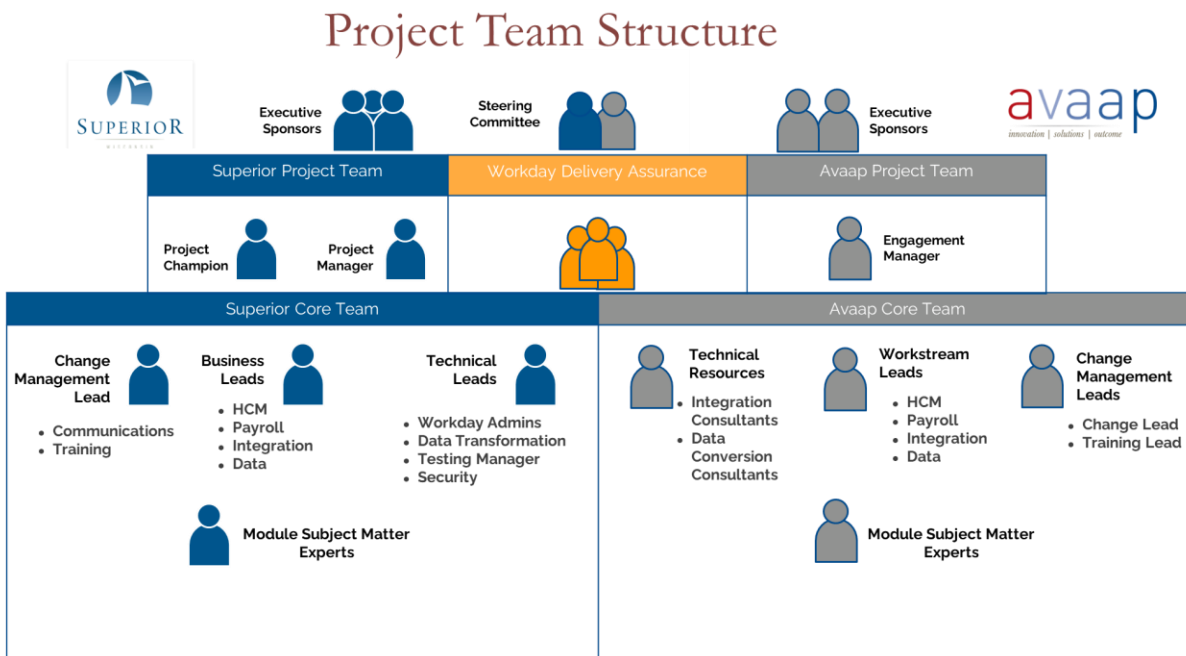 Project Team Structure
SUPERIOR
WISCONSIN
Executive
Sponsors
Steering
Committee
Executive
Sponsors
avaap
innovation | solutions | outcome
Superior Project Team
Workday Delivery Assurance
Avaap Project Team
Project
Champion
Project
Manager
Engagement
Manager
Superior Core Team
Avaap Core Team
Change
Management
Lead
• Communications
• Training
Business
Leads
• HCM
• Payroll
• Integration
• Data
Technical
Leads
• Workday Admins
• Data Transformation
• Testing Manager
• Security
Module Subject Matter
Experts
Technical
Resources
• Integration
Consultants
• Data
Conversion
Consultants
Workstream
Leads
• HCM
• Payroll
• Integration
• Data
Change
Management
Leads
• Change Lead
• Training Lead
Module Subject Matter
Experts